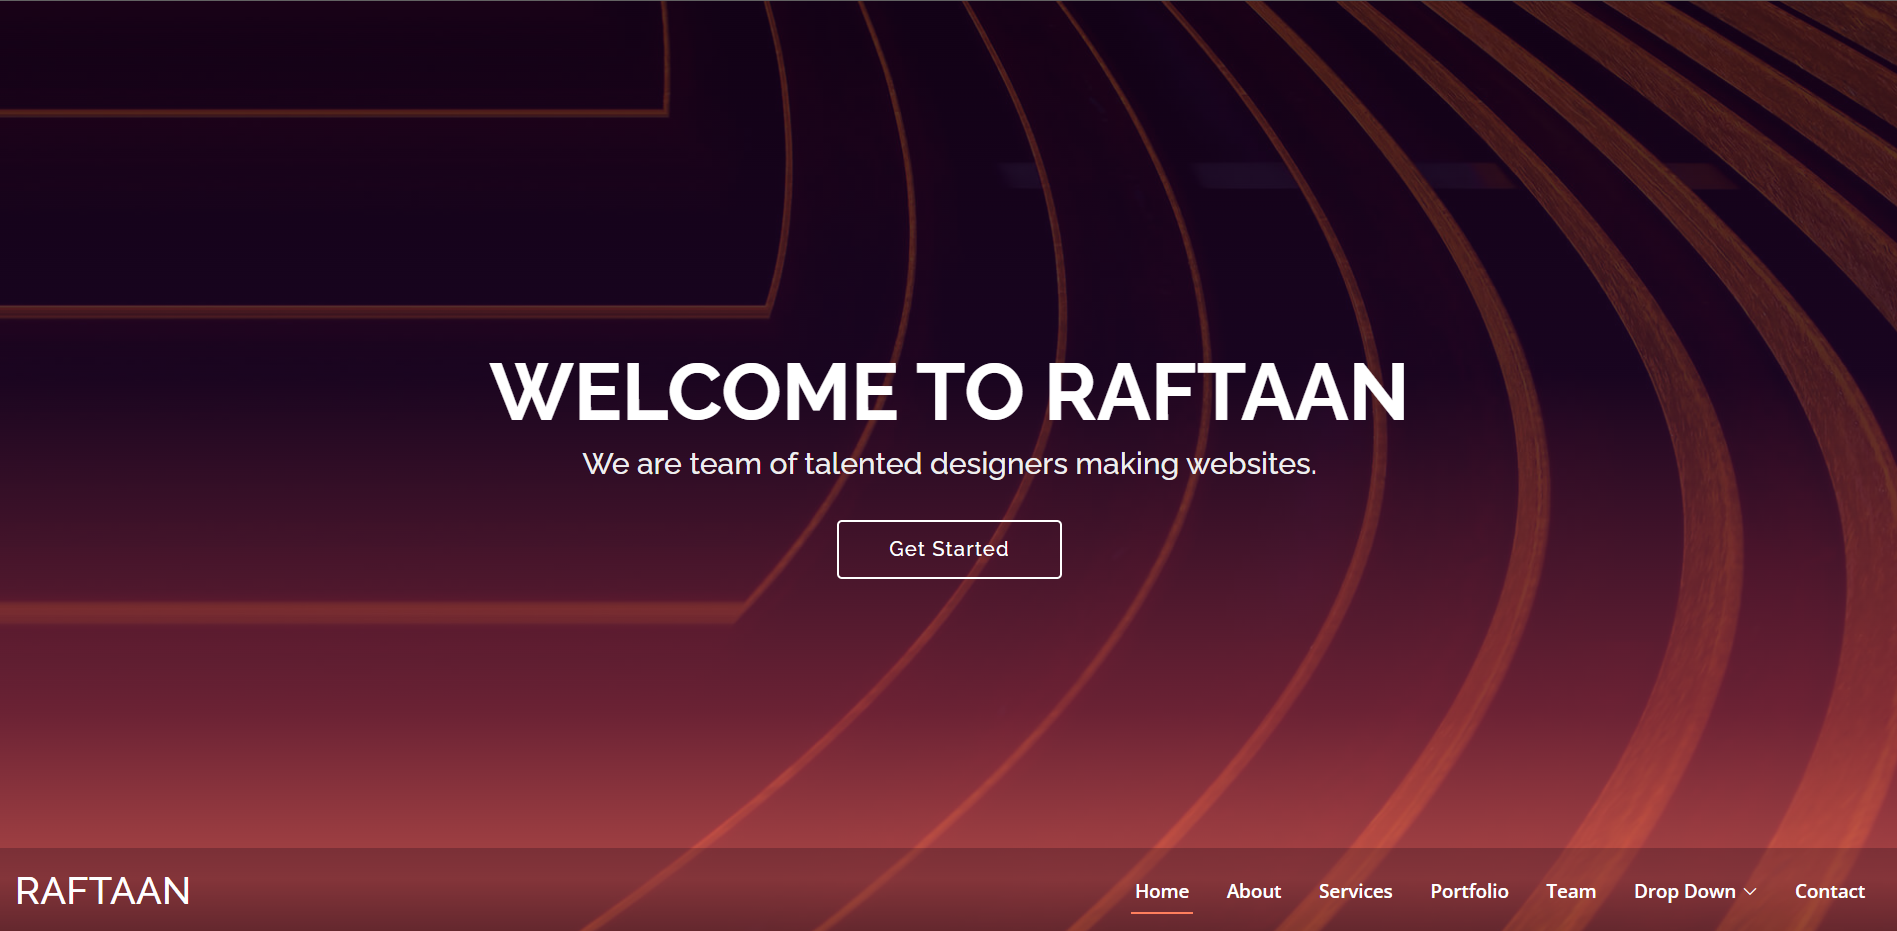 WELCOME TO RAFTAAN
We are team of talented designers making websites.
Get Started
RAFTAAN
Home About Services Portfolio Team Drop Down Contact